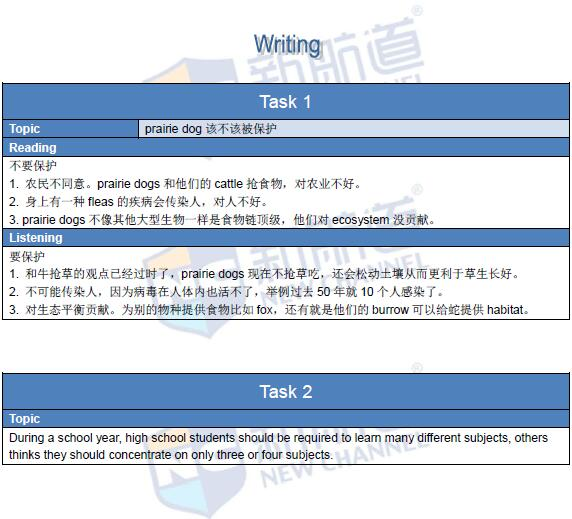 Writing
Task 1
Topic prairie dog 该不该被保护
Reading
不要保护
1. 农民不同意。prairie dogs 和他们的 cattle 抢食物，对农业不好。
2. 身上有一种 fleas 的疾病会传染人，对人不好。
3. prairie dogs 不像其他大型生物一样是食物链顶级，他们对 ecosystem 没贡献。
Listening
要保护
1. 和牛抢草的观点已经过时了，prairie dogs 现在不抢草吃，还会松动土壤从而更利于草生长好。
2. 不可能传染人，因为病毒在人体内也活不了，举例过去 50 年就 10 个人感染了。
3. 对生态平衡贡献。为别的物种提供食物比如 fox，还有就是他们的 burrow 可以给蛇提供 habitat。
Task 2
Topic
During a school year, high school students should be required to learn many different subjects, others
thinks they should concentrate on only three or four subjects.
新航道
NEW CHANNEL